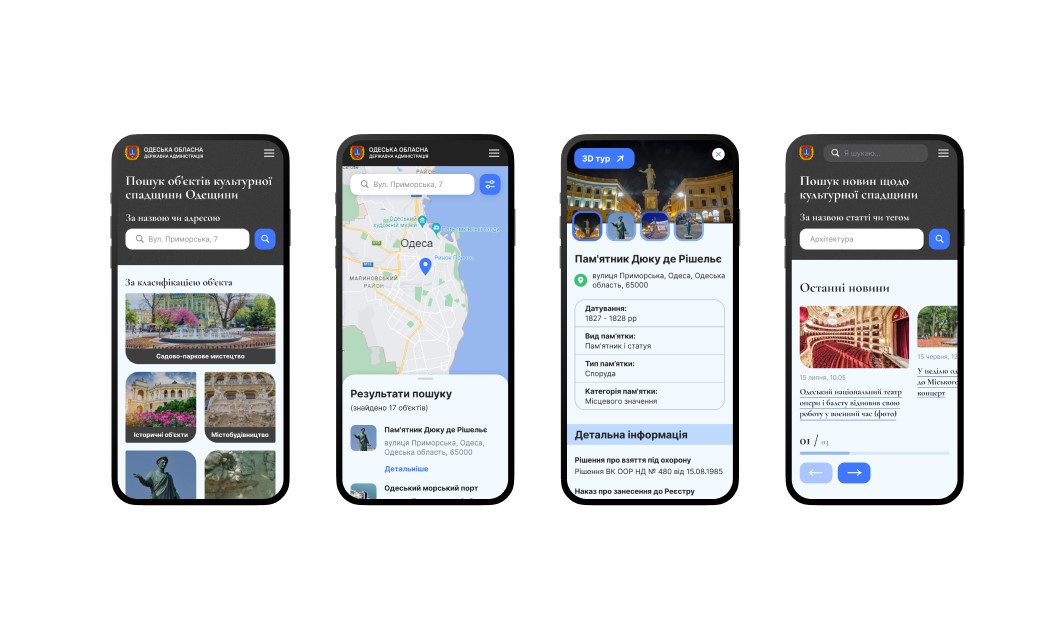 ОДЕСЬКА ОБЛАСНА
ДЕРЖАВНА АДМІНІСТРАЦІЯ
Пошук об'єктів культурної
спадщини Одещини
За назвою чи адресою
Вул. Приморська, 7
За класифікацією об'єкта
Садово-паркове мистецтво
Історичні об'єкти
Містобудівництво
ОДЕСЬКА ОБЛАСНА
ДЕРЖАВНА АДМІНІСТРАЦІЯ
РАЙОН
Вул. Приморська, 7
Одеський
художній музей
Одеса
Ринок
МАЛИНОВСЬКИЙ
РАЙОН
Результати пошуку
(знайдено 17 об'єктів)
Пам'ятник Дюку де Рішельє
вулиця Приморська, Одеса,
Одеська область, 65000
Детальніше
Одеський морський порт
3D тур
Пам'ятник Дюку де Рішельє
вулиця Приморська, Одеса, Одеська
область, 65000
Датування:
1827 - 1828 рр
Вид пам'ятки:
Пам'ятник і статуя
Тип пам'ятки:
Споруда
Категорія пам'ятки:
Місцевого значення
Детальна інформація
Рішення про взяття під охорону
Рішення ВК ООР НД № 480 від 15.08.1985
Наказ про занесення до Реєстру
Я шукаю...
Пошук новин щодо
культурної спадщини
За назвою статті чи тегом
Архітектура
Останні новини
15 липня, 10:05
Одеський національний театр
опери і балету відновив свою
роботу у воєнний час (фото)
15 червня, 12
У неділю од
до Міського
концерт
01 / 03